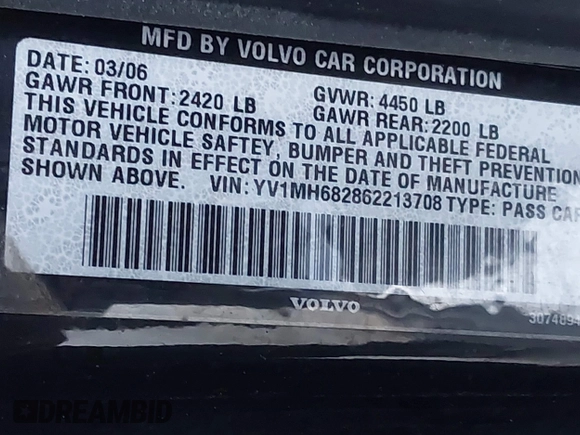 MFD BY VOLVO CAR CORPORATION
DATE: 03/06 GVWR: 4450 LB
GAWR FRONT: 2420 LB GAWR REAR: 2200 LB
THIS VEHICLE CONFORMS TO ALL APPLICABLE FEDERAL
MOTOR VEHICLE SAFTEY, BUMPER AND THEFT PREVENTION
STANDARDS IN EFFECT ON THE DATE OF MANUFACTURE
SHOWN ABOVE. VIN: YV1MH682862213708 TYPE: PASS CAR
VOLVO
DREAMBID